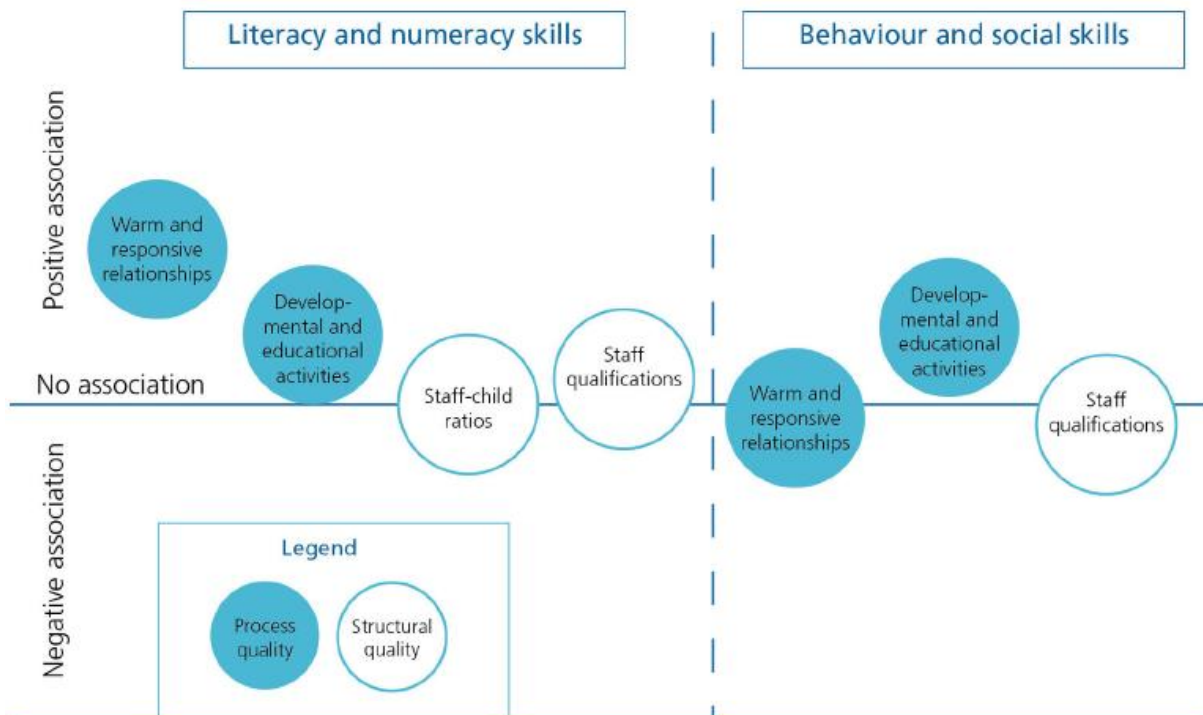 Literacy and numeracy skills
Behaviour and social skills
Positive association
Warm and
responsive
relationships
Develop-
mental and
educational
activities
Staff-child
ratios
Staff
qualifications
Warm and
responsive
relationships
Develop-
mental and
educational
activities
Staff
qualifications
No association
Negative association
Legend
Process
quality
Structural
quality